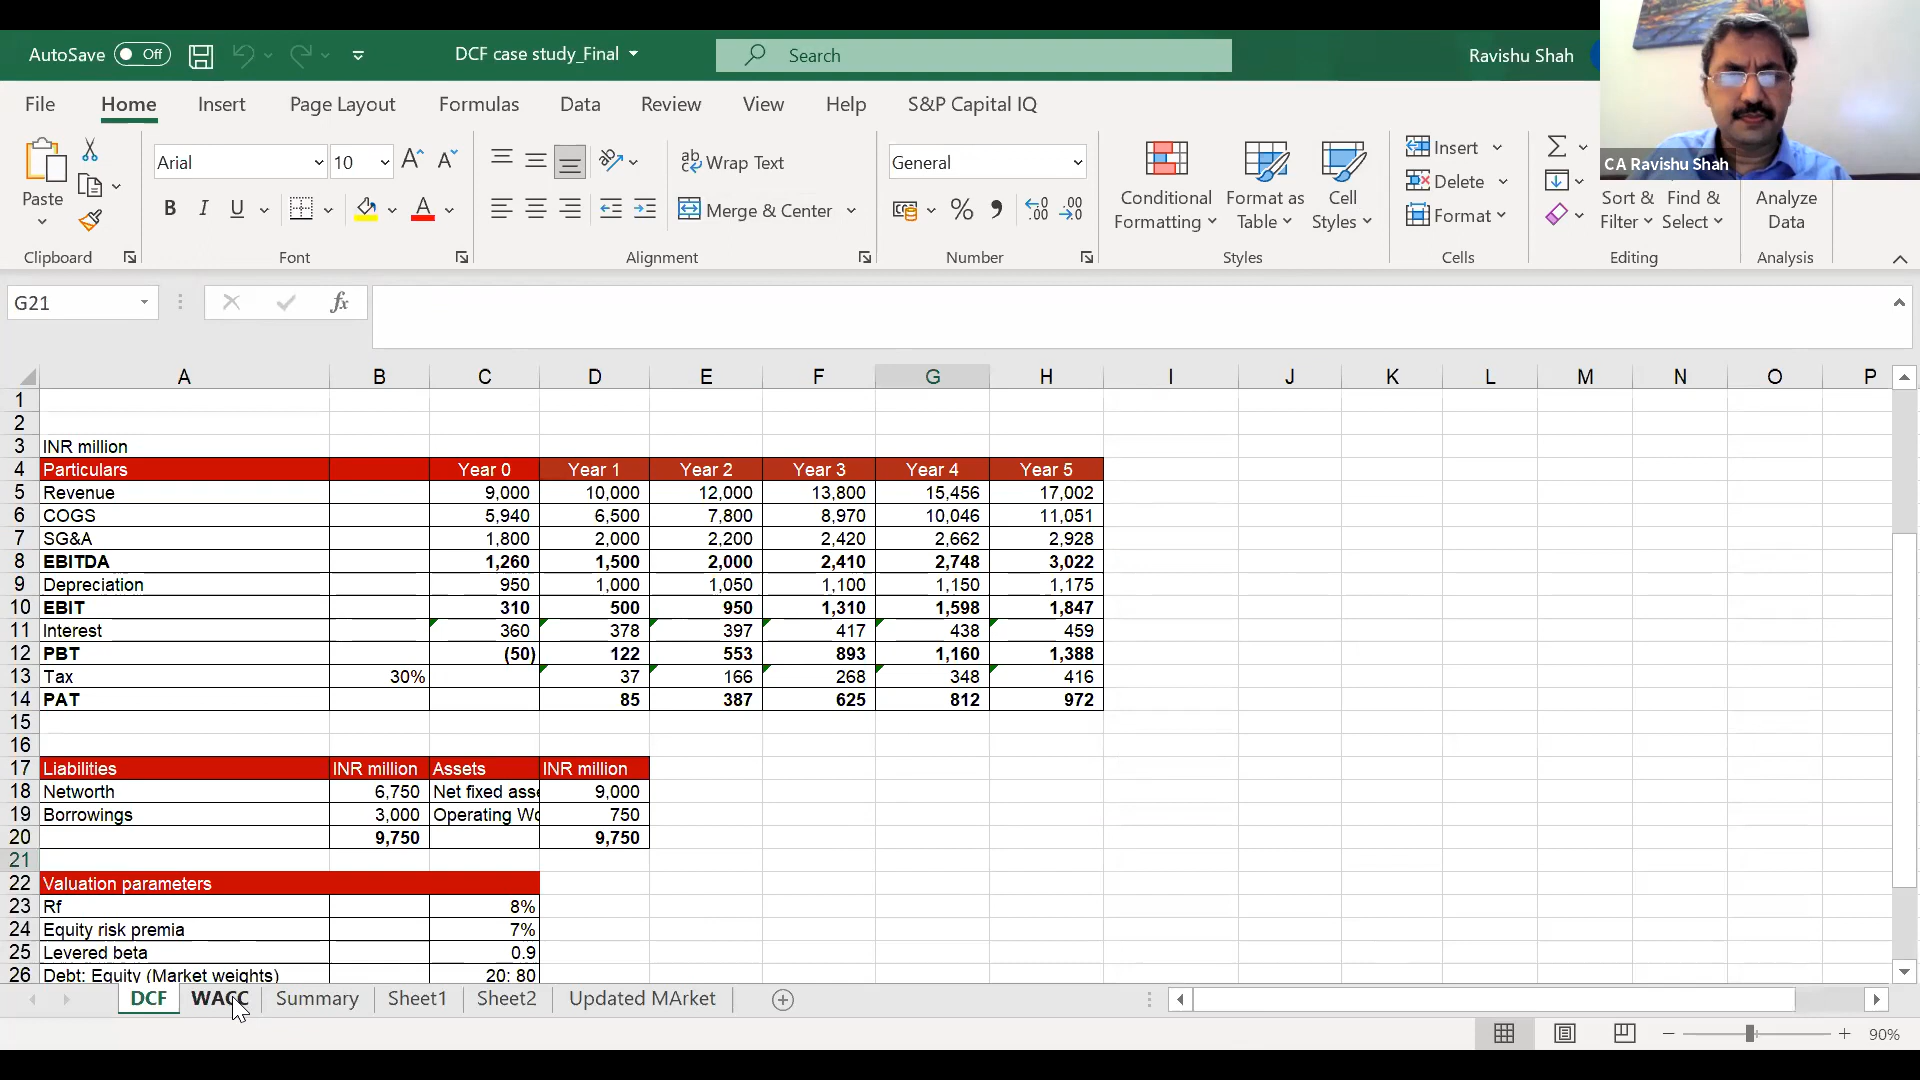 AutoSave Off DCF case study_Final Search Ravishu Shah
File Home Insert Page Layout Formulas Data Review View Help S&P Capital IQ
CA Ravishu Shah
Paste Arial 10 Wrap Text General Conditional Formatting Format as Table Cell Styles Insert Delete Format Sort & Filter Find & Select Analyze Data
B I U Merge & Center
Clipboard Font Alignment Number Styles Cells Editing Analysis
G21 fx
A B C D E F G H I J K L M N O P
1
2
3 INR million
4 Particulars Year 0 Year 1 Year 2 Year 3 Year 4 Year 5
5 Revenue 9,000 10,000 12,000 13,800 15,456 17,002
6 COGS 5,940 6,500 7,800 8,970 10,046 11,051
7 SG&A 1,800 2,000 2,200 2,420 2,662 2,928
8 EBITDA 1,260 1,500 2,000 2,410 2,748 3,022
9 Depreciation 950 1,000 1,050 1,100 1,150 1,175
10 EBIT 310 500 950 1,310 1,598 1,847
11 Interest 360 378 397 417 438 459
12 PBT (50) 122 553 893 1,160 1,388
13 Tax 30% 37 166 268 348 416
14 PAT 85 387 625 812 972
15
16
17 Liabilities INR million Assets INR million
18 Networth 6,750 Net fixed asse 9,000
19 Borrowings 3,000 Operating Wo 750
20 9,750 9,750
21
22 Valuation parameters
23 Rf 8%
24 Equity risk premia 7%
25 Levered beta 0.9
26 Debt: Equity (Market weights) 20: 80
DCF WACC Summary Sheet1 Sheet2 Updated MArket
90%